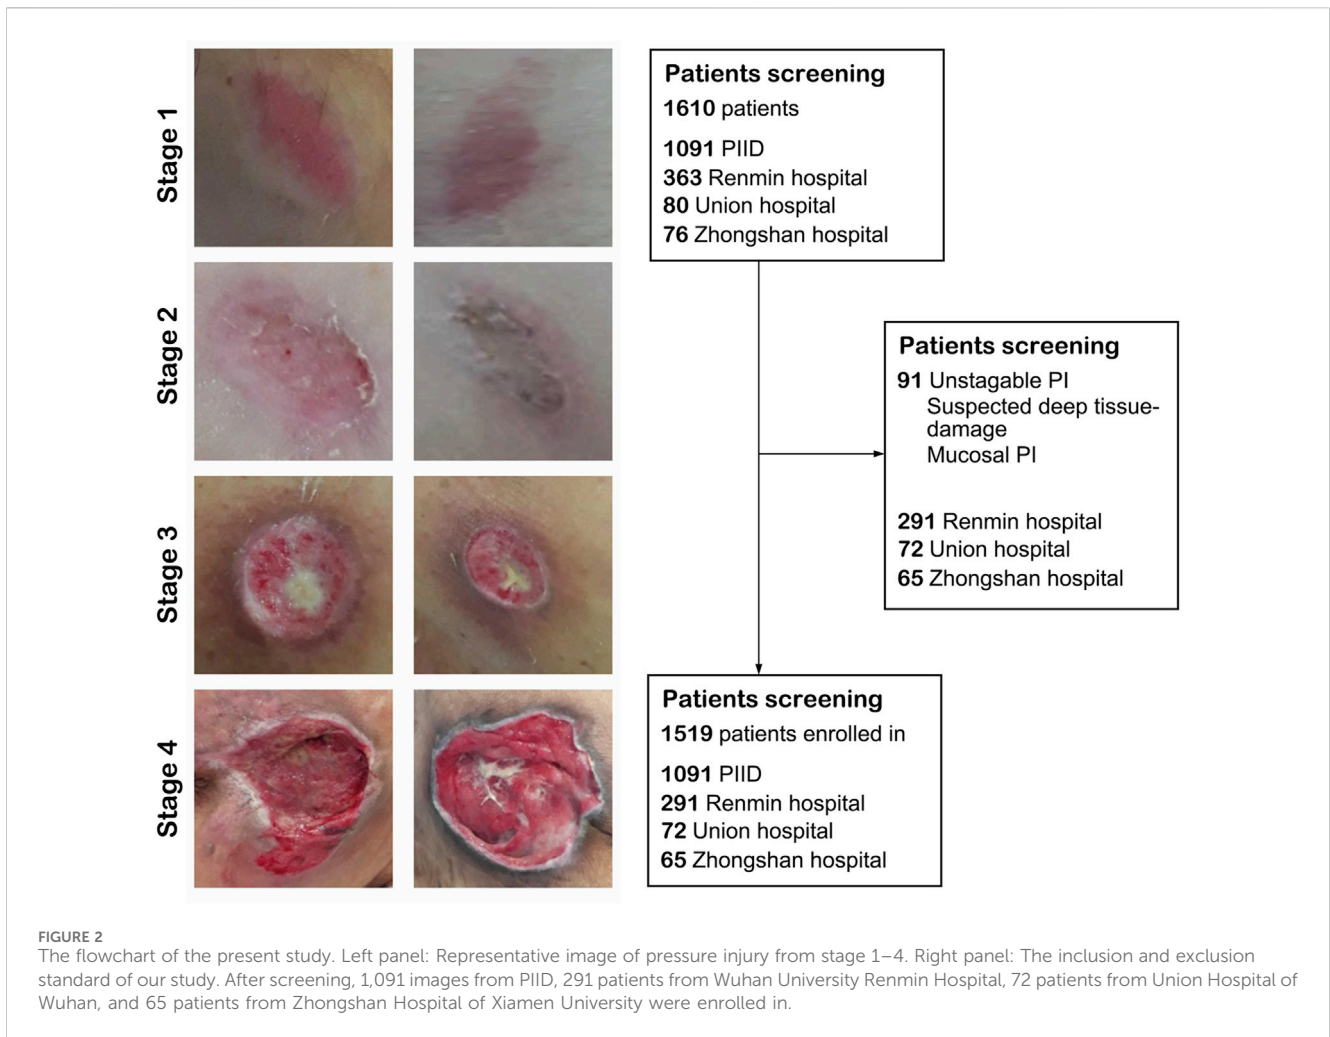 Stage 1
Stage 2
Stage 3
Stage 4
Patients screening
1610 patients
1091 PIID
363 Renmin hospital
80 Union hospital
76 Zhongshan hospital
Patients screening
91 Unstagable PI
Suspected deep tissue-
damage
Mucosal PI
291 Renmin hospital
72 Union hospital
65 Zhongshan hospital
Patients screening
1519 patients enrolled in
1091 PIID
291 Renmin hospital
72 Union hospital
65 Zhongshan hospital
FIGURE 2
The flowchart of the present study. Left panel: Representative image of pressure injury from stage 1–4. Right panel: The inclusion and exclusion
standard of our study. After screening, 1,091 images from PIID, 291 patients from Wuhan University Renmin Hospital, 72 patients from Union Hospital of
Wuhan, and 65 patients from Zhongshan Hospital of Xiamen University were enrolled in.